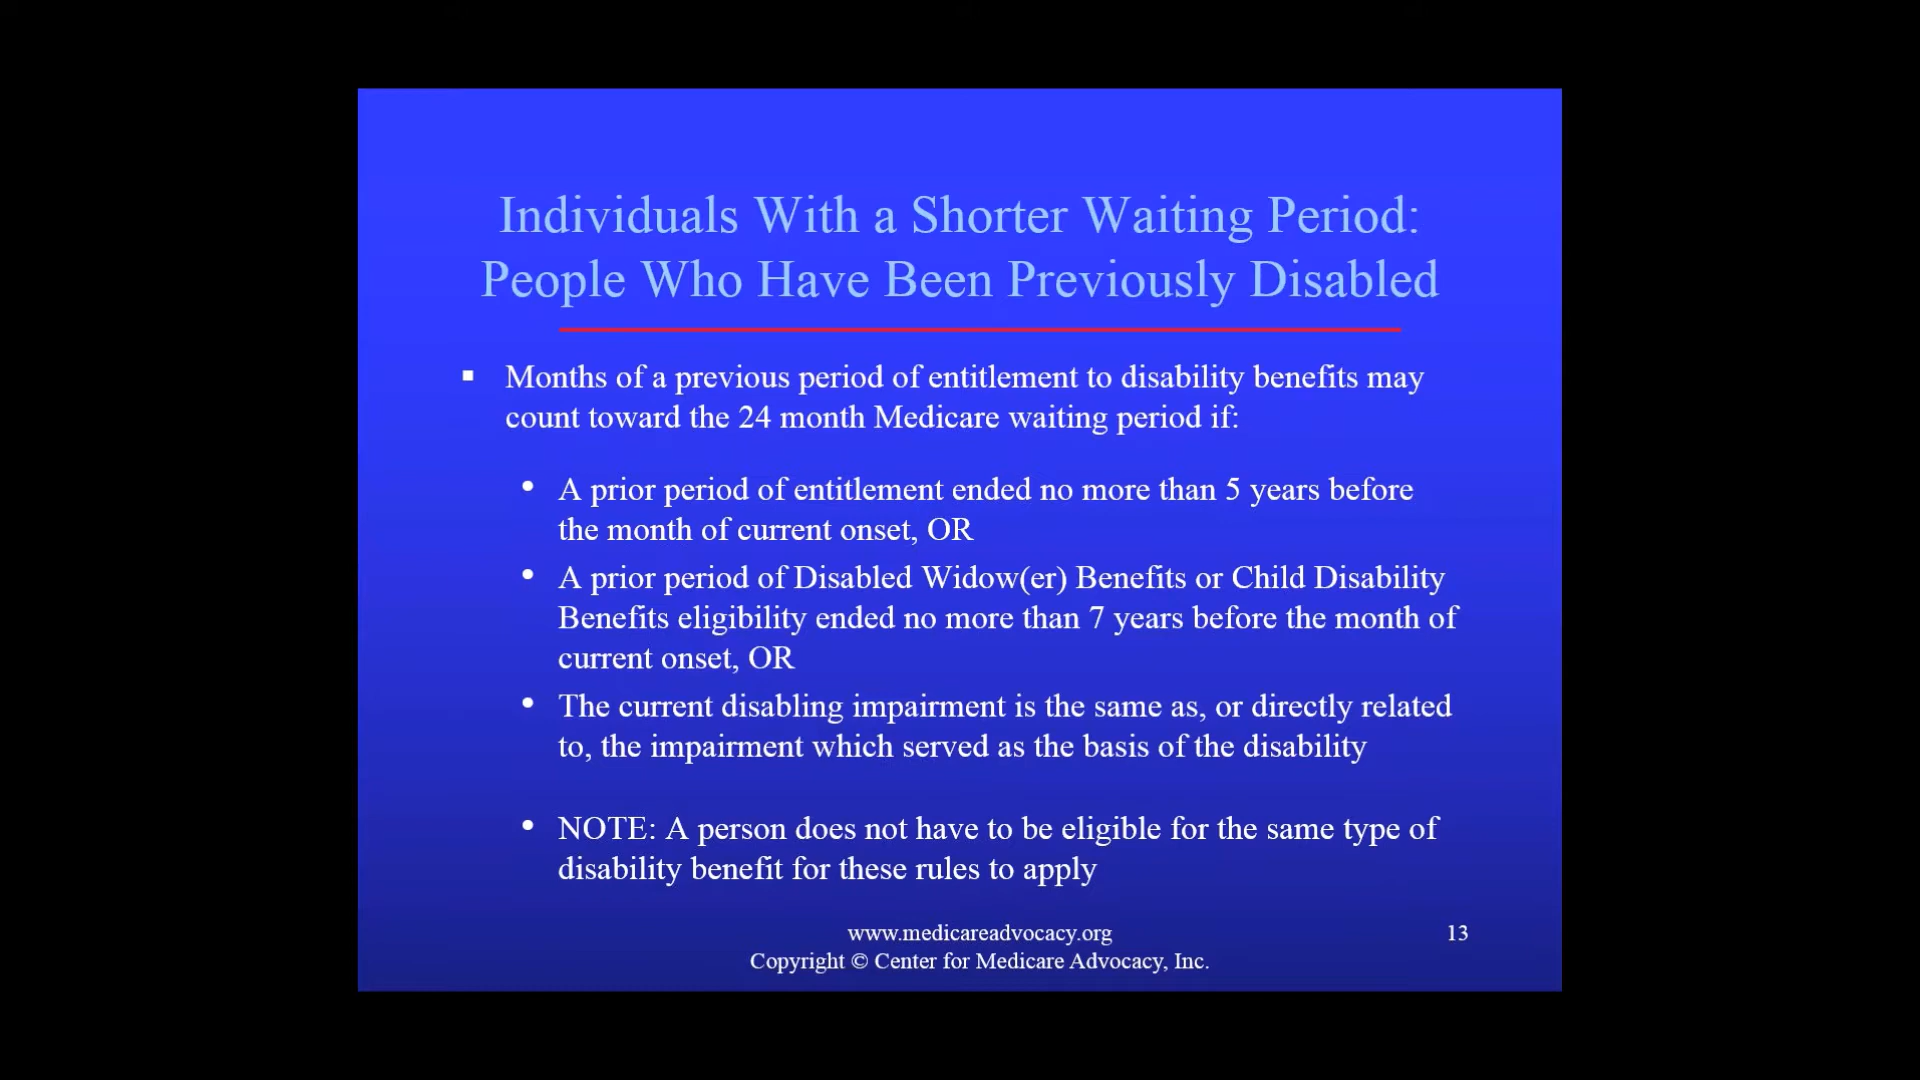 Individuals With a Shorter Waiting Period:
People Who Have Been Previously Disabled
▪ Months of a previous period of entitlement to disability benefits may
count toward the 24 month Medicare waiting period if:
• A prior period of entitlement ended no more than 5 years before
the month of current onset, OR
• A prior period of Disabled Widow(er) Benefits or Child Disability
Benefits eligibility ended no more than 7 years before the month of
current onset, OR
• The current disabling impairment is the same as, or directly related
to, the impairment which served as the basis of the disability
• NOTE: A person does not have to be eligible for the same type of
disability benefit for these rules to apply
www.medicareadvocacy.org
13
Copyright © Center for Medicare Advocacy, Inc.